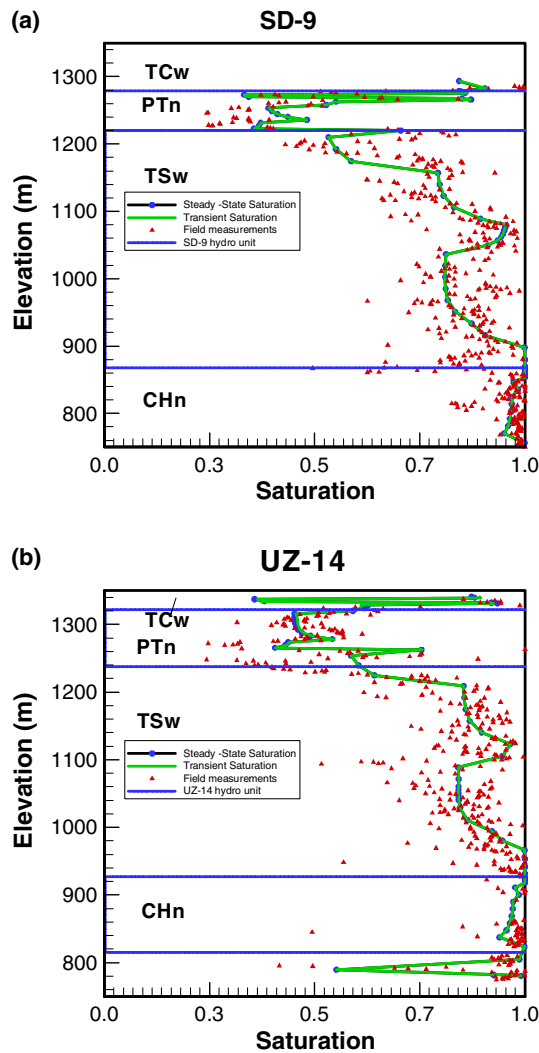 (a)
SD-9
1300
1200
1100
1000
900
800
Elevation (m)
TCw
PTn
TSw
Steady -State Saturation
Transient Saturation
Field measurements
SD-9 hydro unit
CHn
0.0 0.3 0.5 0.7 1.0
Saturation
(b)
UZ-14
1300
1200
1100
1000
900
800
Elevation (m)
TCw
PTn
TSw
Steady -State Saturation
Transient Saturation
Field measurements
UZ-14 hydro unit
CHn
0.0 0.3 0.5 0.7 1.0
Saturation